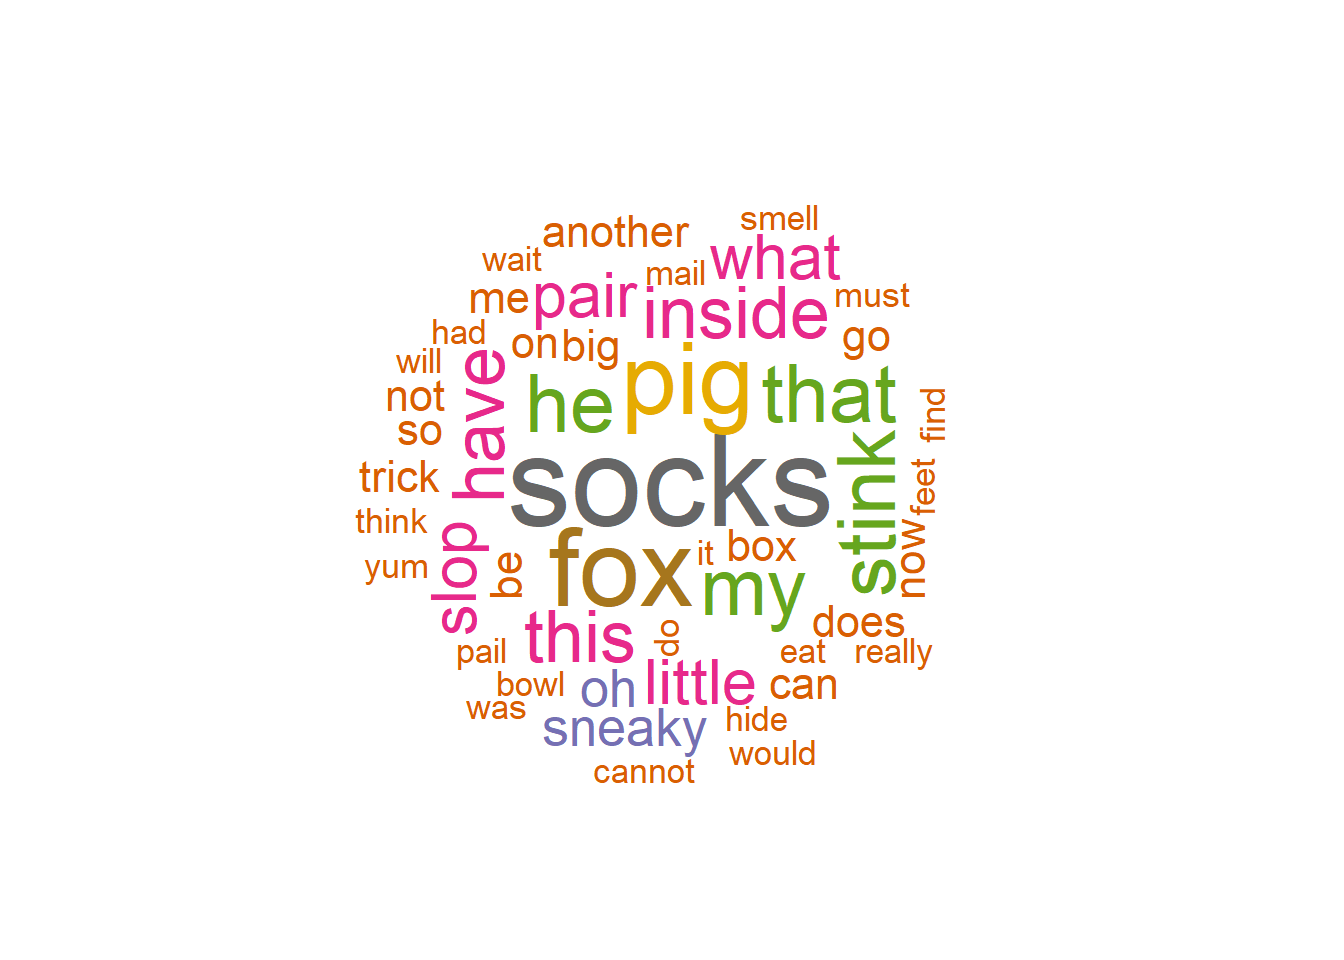 smell
another
what
wait
mail
me
pair
inside
must
had
on
big
go
will
have
he
pig
that
not
find
so
socks
stink
trick
feet
think
slop
fox
it
box
now
yum
be
my
this
do
does
pail
eat
really
bowl
oh
little
can
was
sneaky
hide
would
cannot